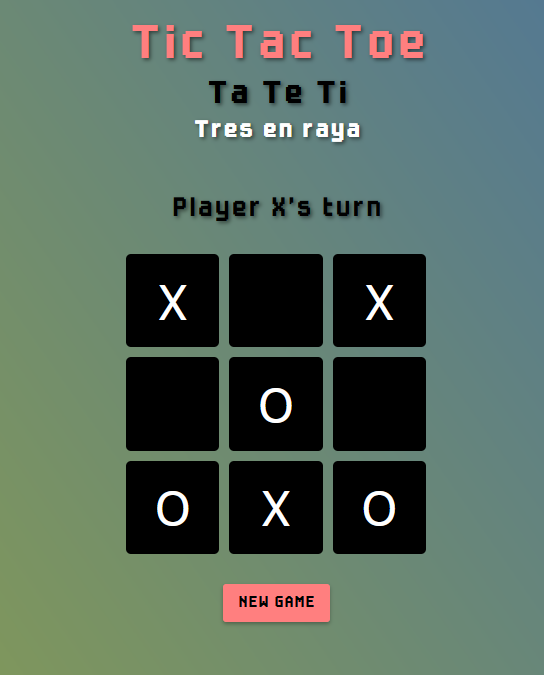 Tic Tac Toe
Ta Te Ti
Tres en raya
Player X's turn
X X
O
O X O
NEW GAME